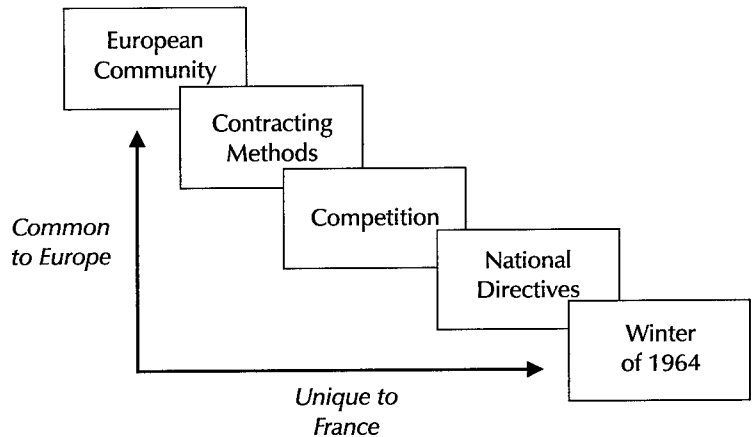 European
Community
Contracting
Methods
Competition
Common
to Europe
National
Directives
Winter
of 1964
Unique to
France